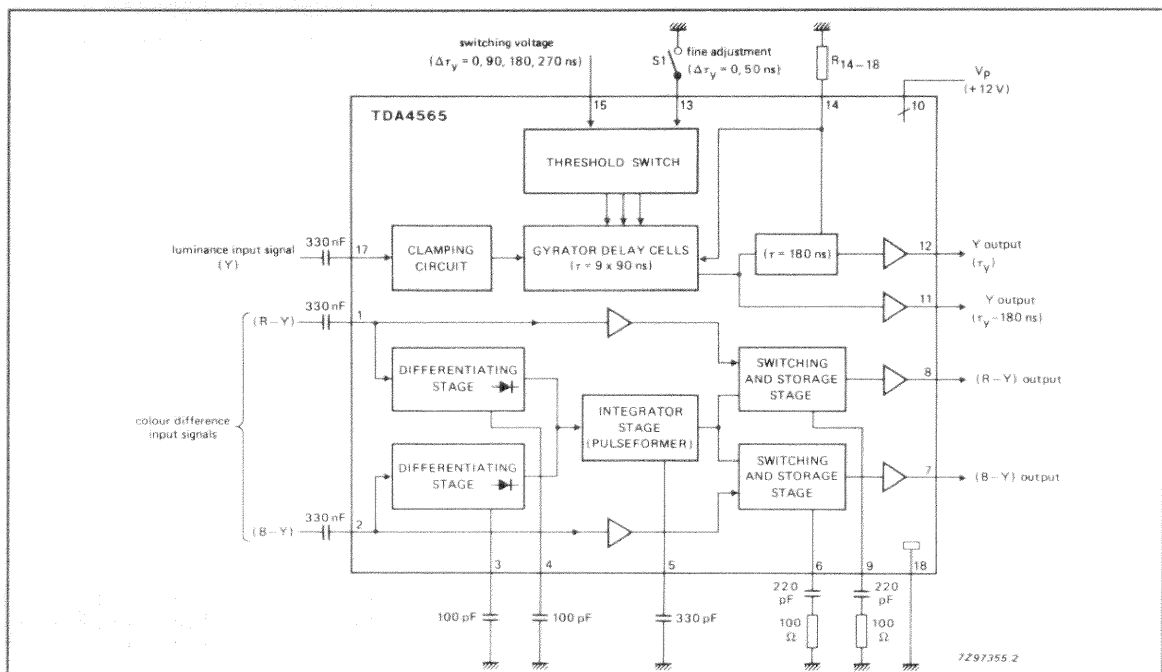 switching voltage
(Δτy = 0, 90, 180, 270 ns)
S1
fine adjustment
(Δτy = 0, 50 ns)
R14–18
VP
(+12 V)
15
13
14
10
TDA4565
THRESHOLD SWITCH
luminance input signal
(Y)
330 nF
17
CLAMPING
CIRCUIT
GYRATOR DELAY CELLS
(τ = 9 x 90 ns)
(τ = 180 ns)
12
Y output
(τy)
11
Y output
(τy –180 ns)
330 nF
(R–Y)
1
DIFFERENTIATING
STAGE
SWITCHING
AND STORAGE
STAGE
8
(R–Y) output
colour difference
input signals
INTEGRATOR
STAGE
(PULSEFORMER)
DIFFERENTIATING
STAGE
SWITCHING
AND STORAGE
STAGE
7
(B–Y) output
330 nF
(B–Y)
2
3
4
5
6
9
18
100 pF
100 pF
330 pF
220
pF
220
pF
100
Ω
100
Ω
7Z97355.2